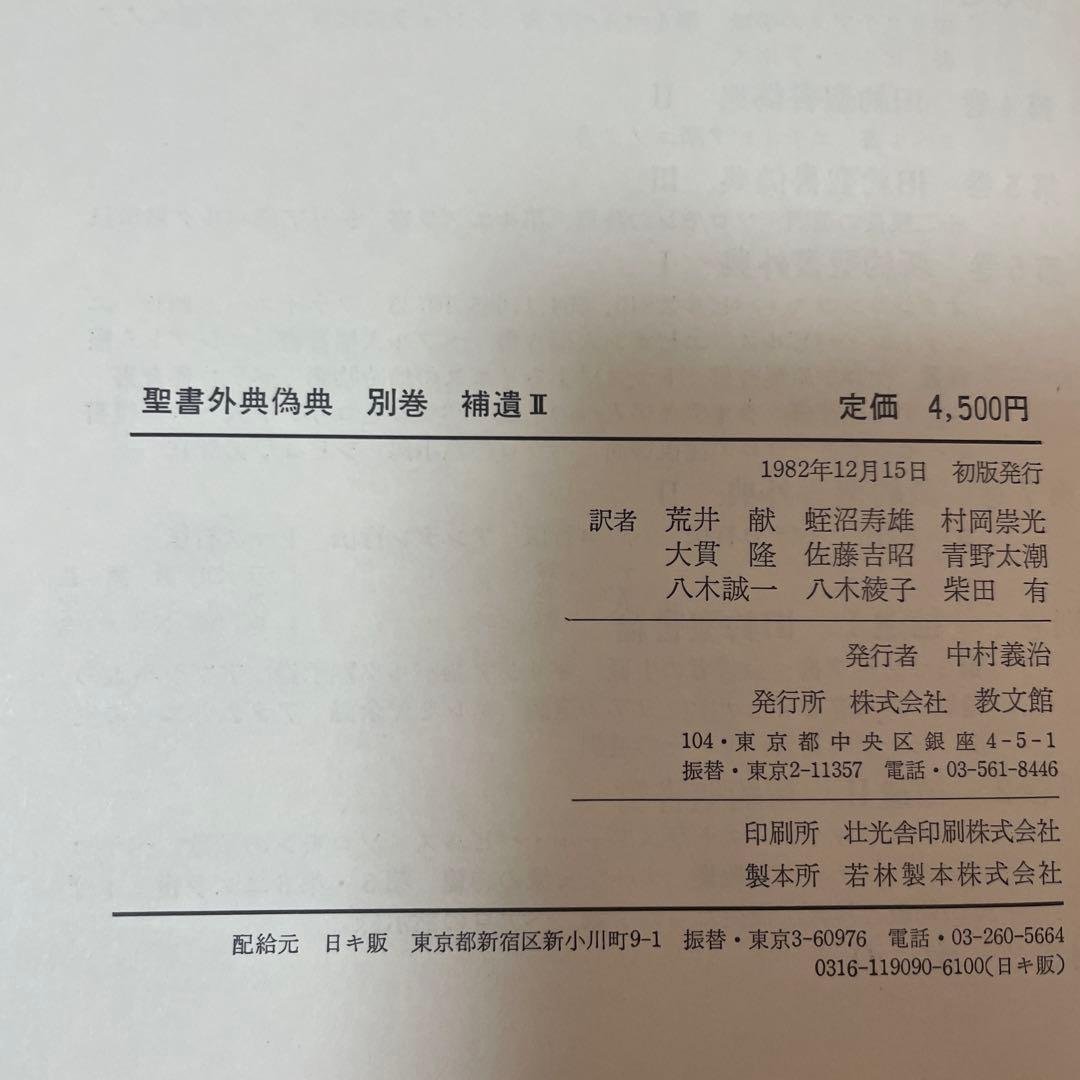 聖書外典偽典　別巻　補遺Ⅱ　定価　4,500円
1982年12月15日　初版発行
訳者　荒井　献　蛭沼寿雄　村岡崇光
大貫　隆　佐藤吉昭　青野太潮
八木誠一　八木綾子　柴田　有
発行者　中村義治
発行所　株式会社　教文館
104・東京都中央区銀座4-5-1
振替・東京2-11357　電話・03-561-8446
印刷所　壮光舎印刷株式会社
製本所　若林製本株式会社
配給元　日キ販　東京都新宿区新小川町9-1　振替・東京3-60976　電話・03-260-5664
0316-119090-6100(日キ販)